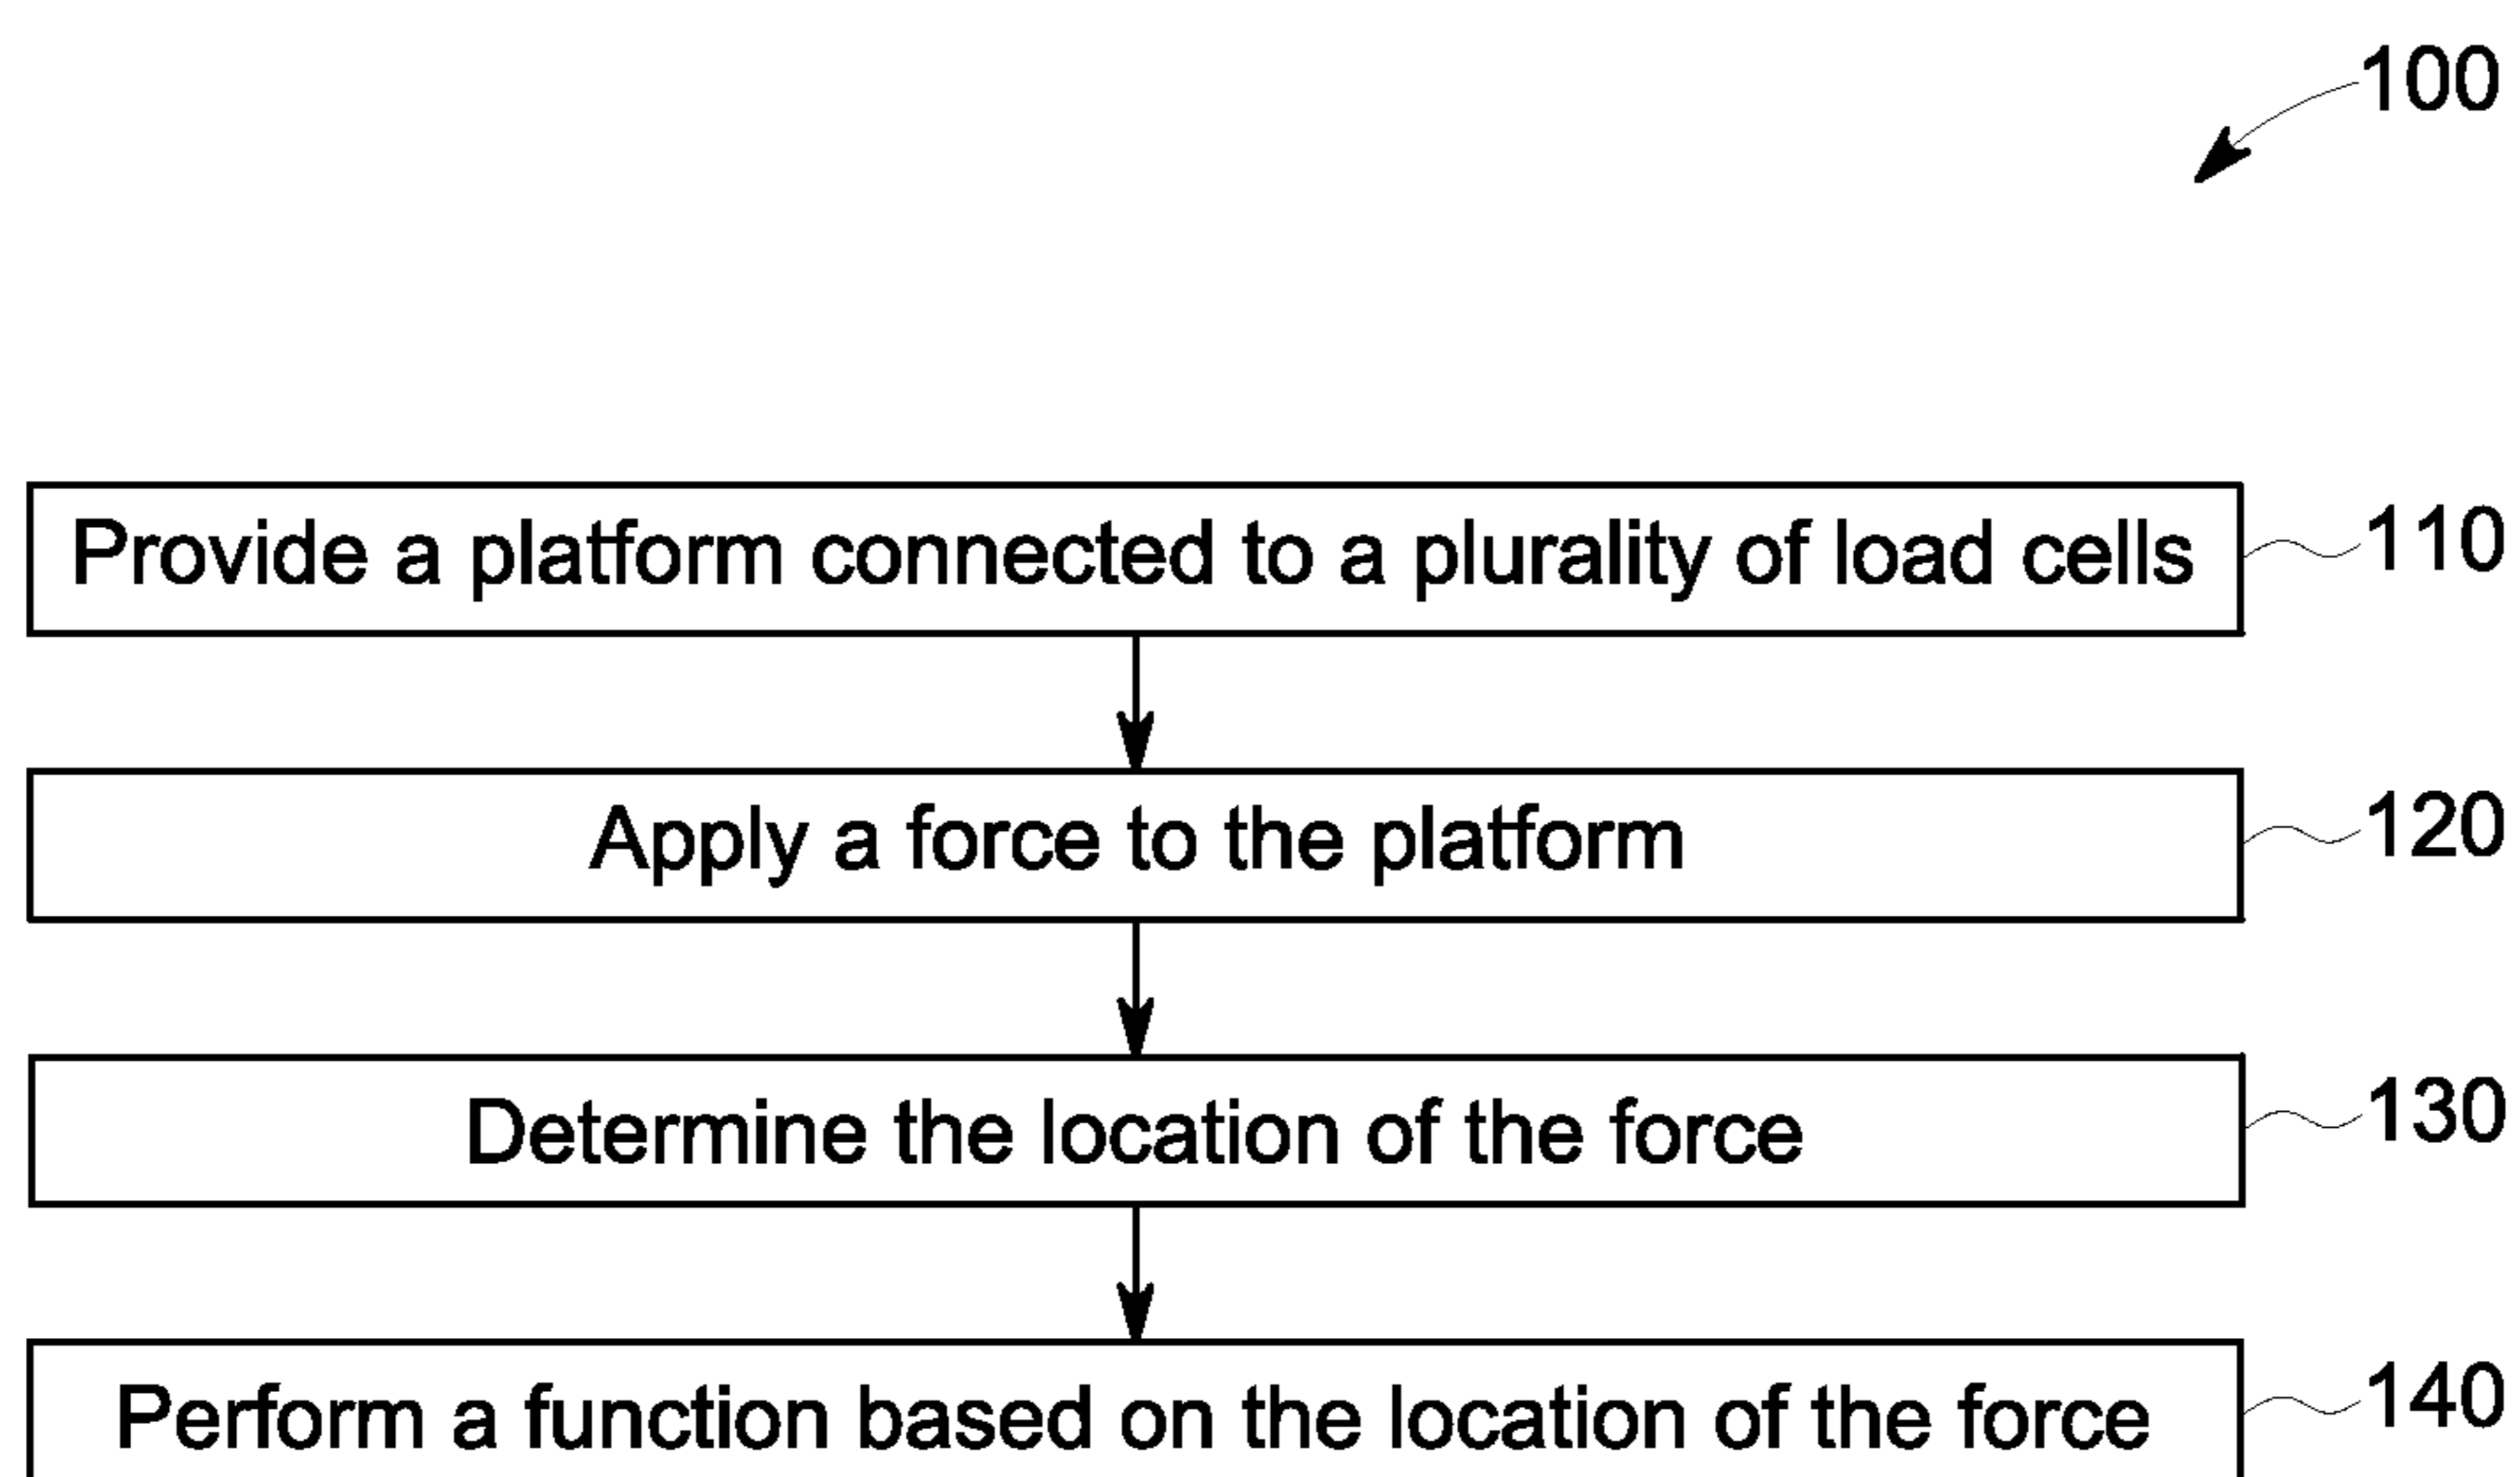 100
Provide a platform connected to a plurality of load cells 110
Apply a force to the platform 120
Determine the location of the force 130
Perform a function based on the location of the force 140